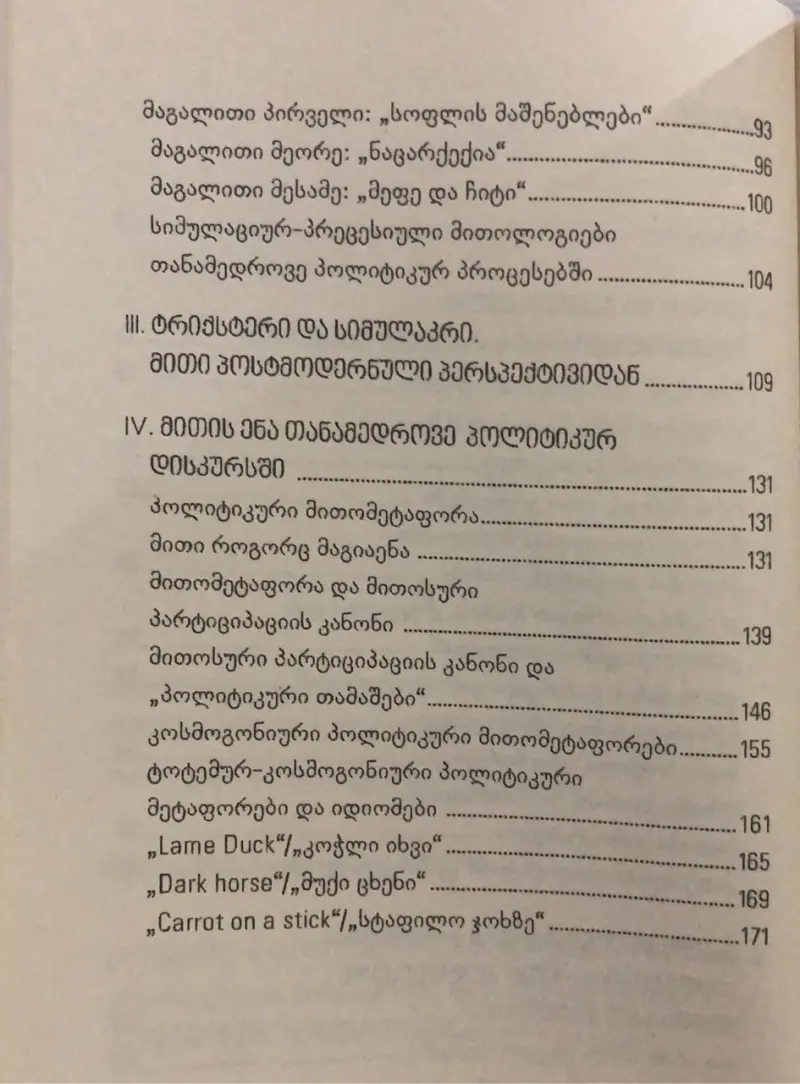 მაგალითი პირველი: „სოფლის მაშენებლები“ ........ 93
მაგალითი მეორე: „ნაცარქექია“ ........ 96
მაგალითი მესამე: „მეფე და ჩიტი“ ........ 100
სიმულაციურ-პრეცესიული მითოლოგიები
თანამედროვე პოლიტიკურ პროცესებში ........ 104
III. ტრიქსტერი და სიმულაკრი.
მითი პოსტმოდერნული პერსპექტივიდან ........ 109
IV. მითის ენა თანამედროვე პოლიტიკურ
დისკურსში ........ 131
პოლიტიკური მითომეტაფორა ........ 131
მითი როგორც მაგიაენა ........ 131
მითომეტაფორა და მითოსური
პარტიციპაციის კანონი ........ 139
მითოსური პარტიციპაციის კანონი და
„პოლიტიკური თამაშები“ ........ 146
კოსმოგონიური პოლიტიკური მითომეტაფორები ........ 155
ტოტემურ-კოსმოგონიური პოლიტიკური
მეტაფორები და იდიომები ........ 161
„Lame Duck“/„კოჭლი იხვი“ ........ 165
„Dark horse“/„მუქი ცხენი“ ........ 169
„Carrot on a stick“/„სტაფილო ჯოხზე“ ........ 171